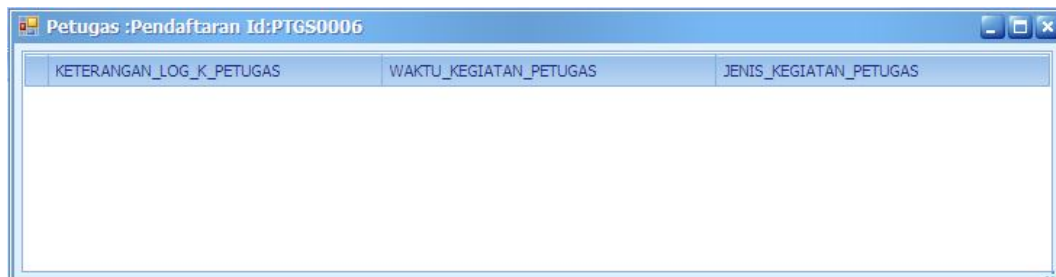 Petugas :Pendaftaran Id:PTGS0006
KETERANGAN_LOG_K_PETUGAS WAKTU_KEGIATAN_PETUGAS JENIS_KEGIATAN_PETUGAS